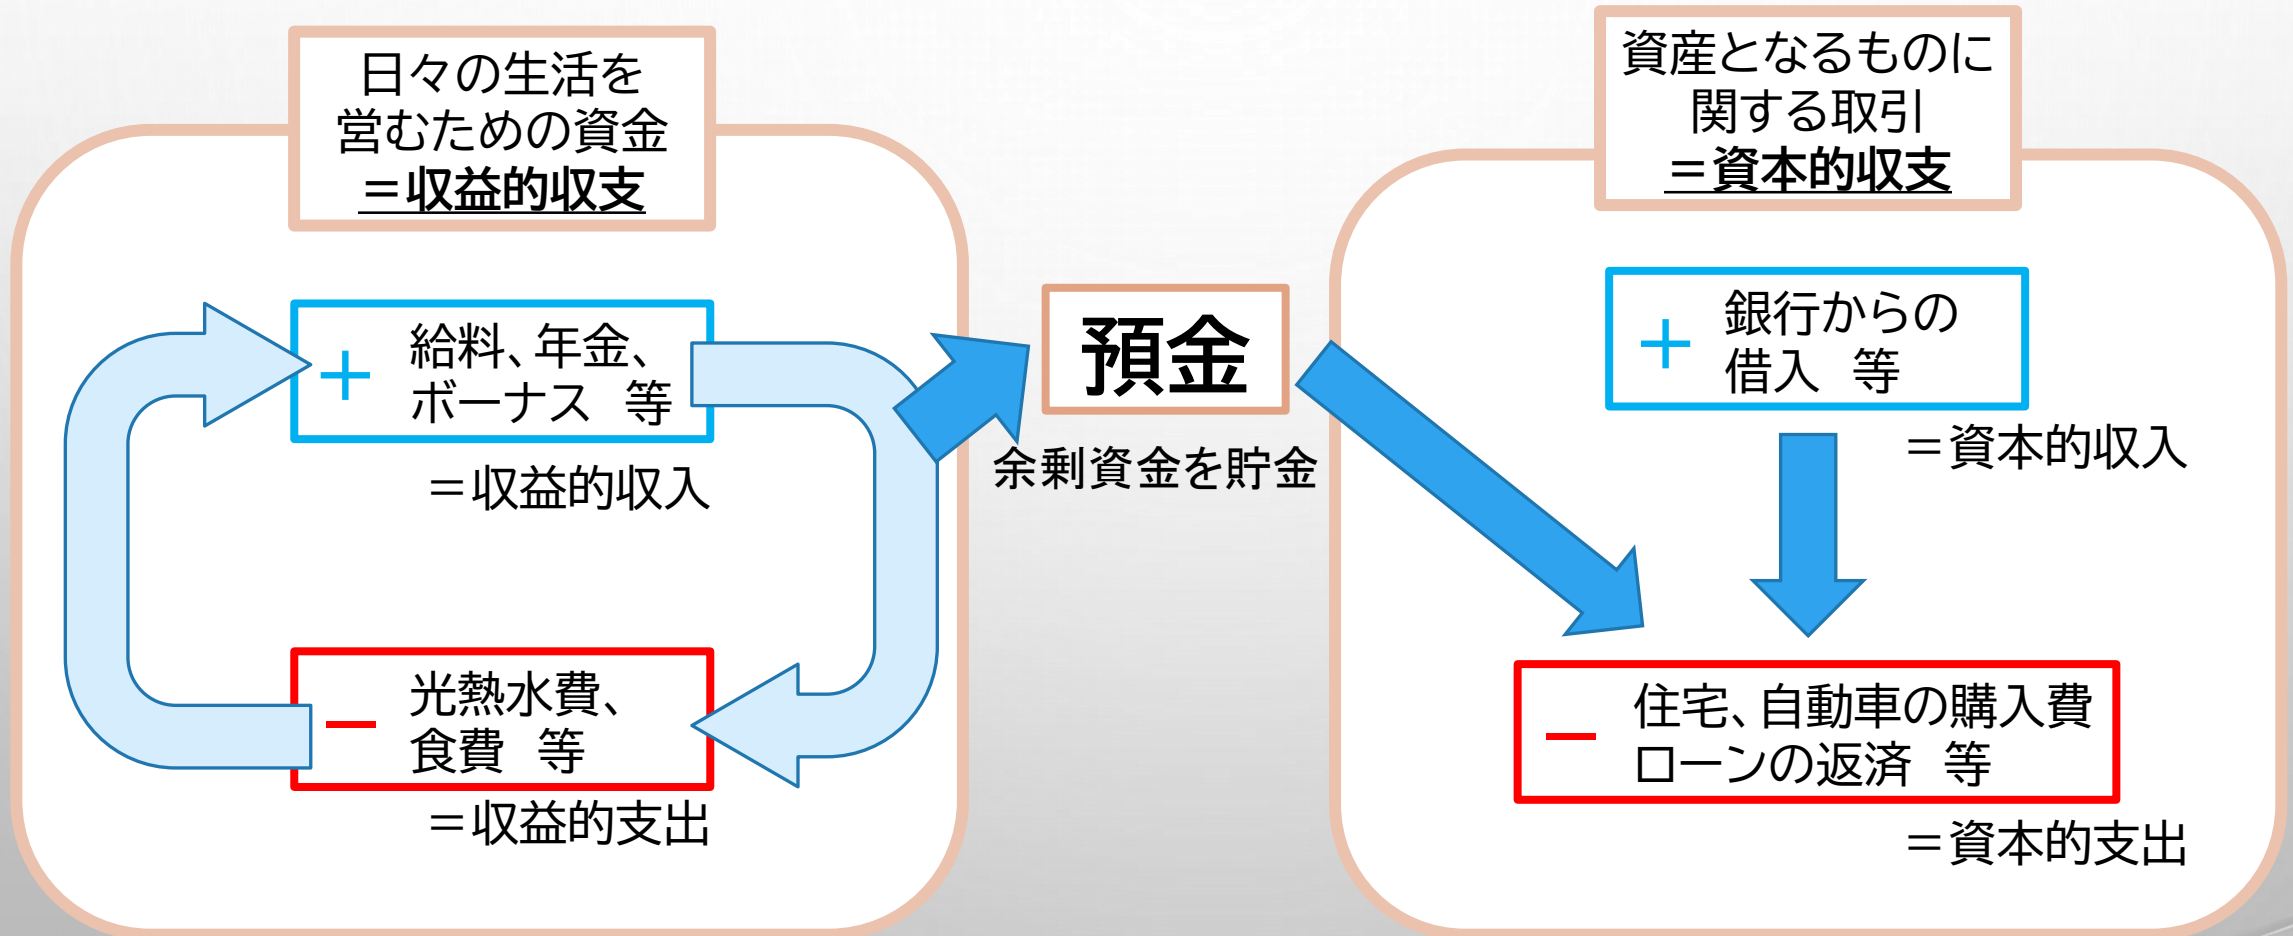 日々の生活を
営むための資金
＝収益的収支
＋ 給料、年金、
ボーナス　等
＝収益的収入
－ 光熱水費、
食費　等
＝収益的支出
預金
余剰資金を貯金
資産となるものに
関する取引
＝資本的収支
＋ 銀行からの
借入　等
＝資本的収入
－ 住宅、自動車の購入費
ローンの返済　等
＝資本的支出